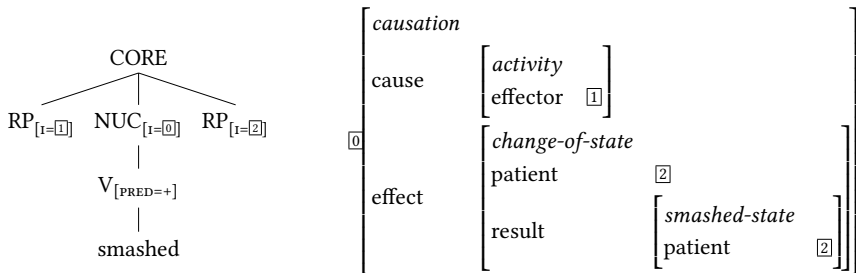 CORE
RP[I=1] NUC[I=0] RP[I=2]
V[PRED=+]
smashed
0
causation
cause
activity
effector 1
effect
change-of-state
patient 2
result
smashed-state
patient 2